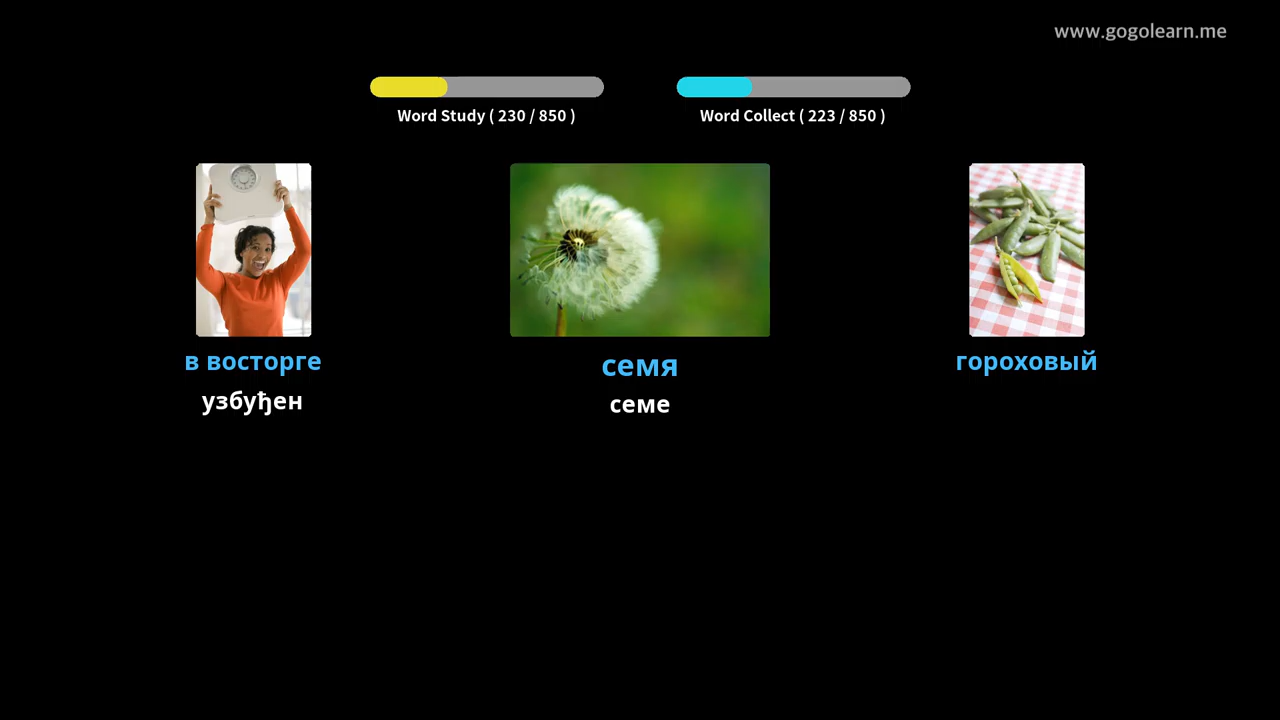 www.gogolearn.me
Word Study ( 230 / 850 )
Word Collect ( 223 / 850 )
в восторге
узбуђен
семя
семе
гороховый